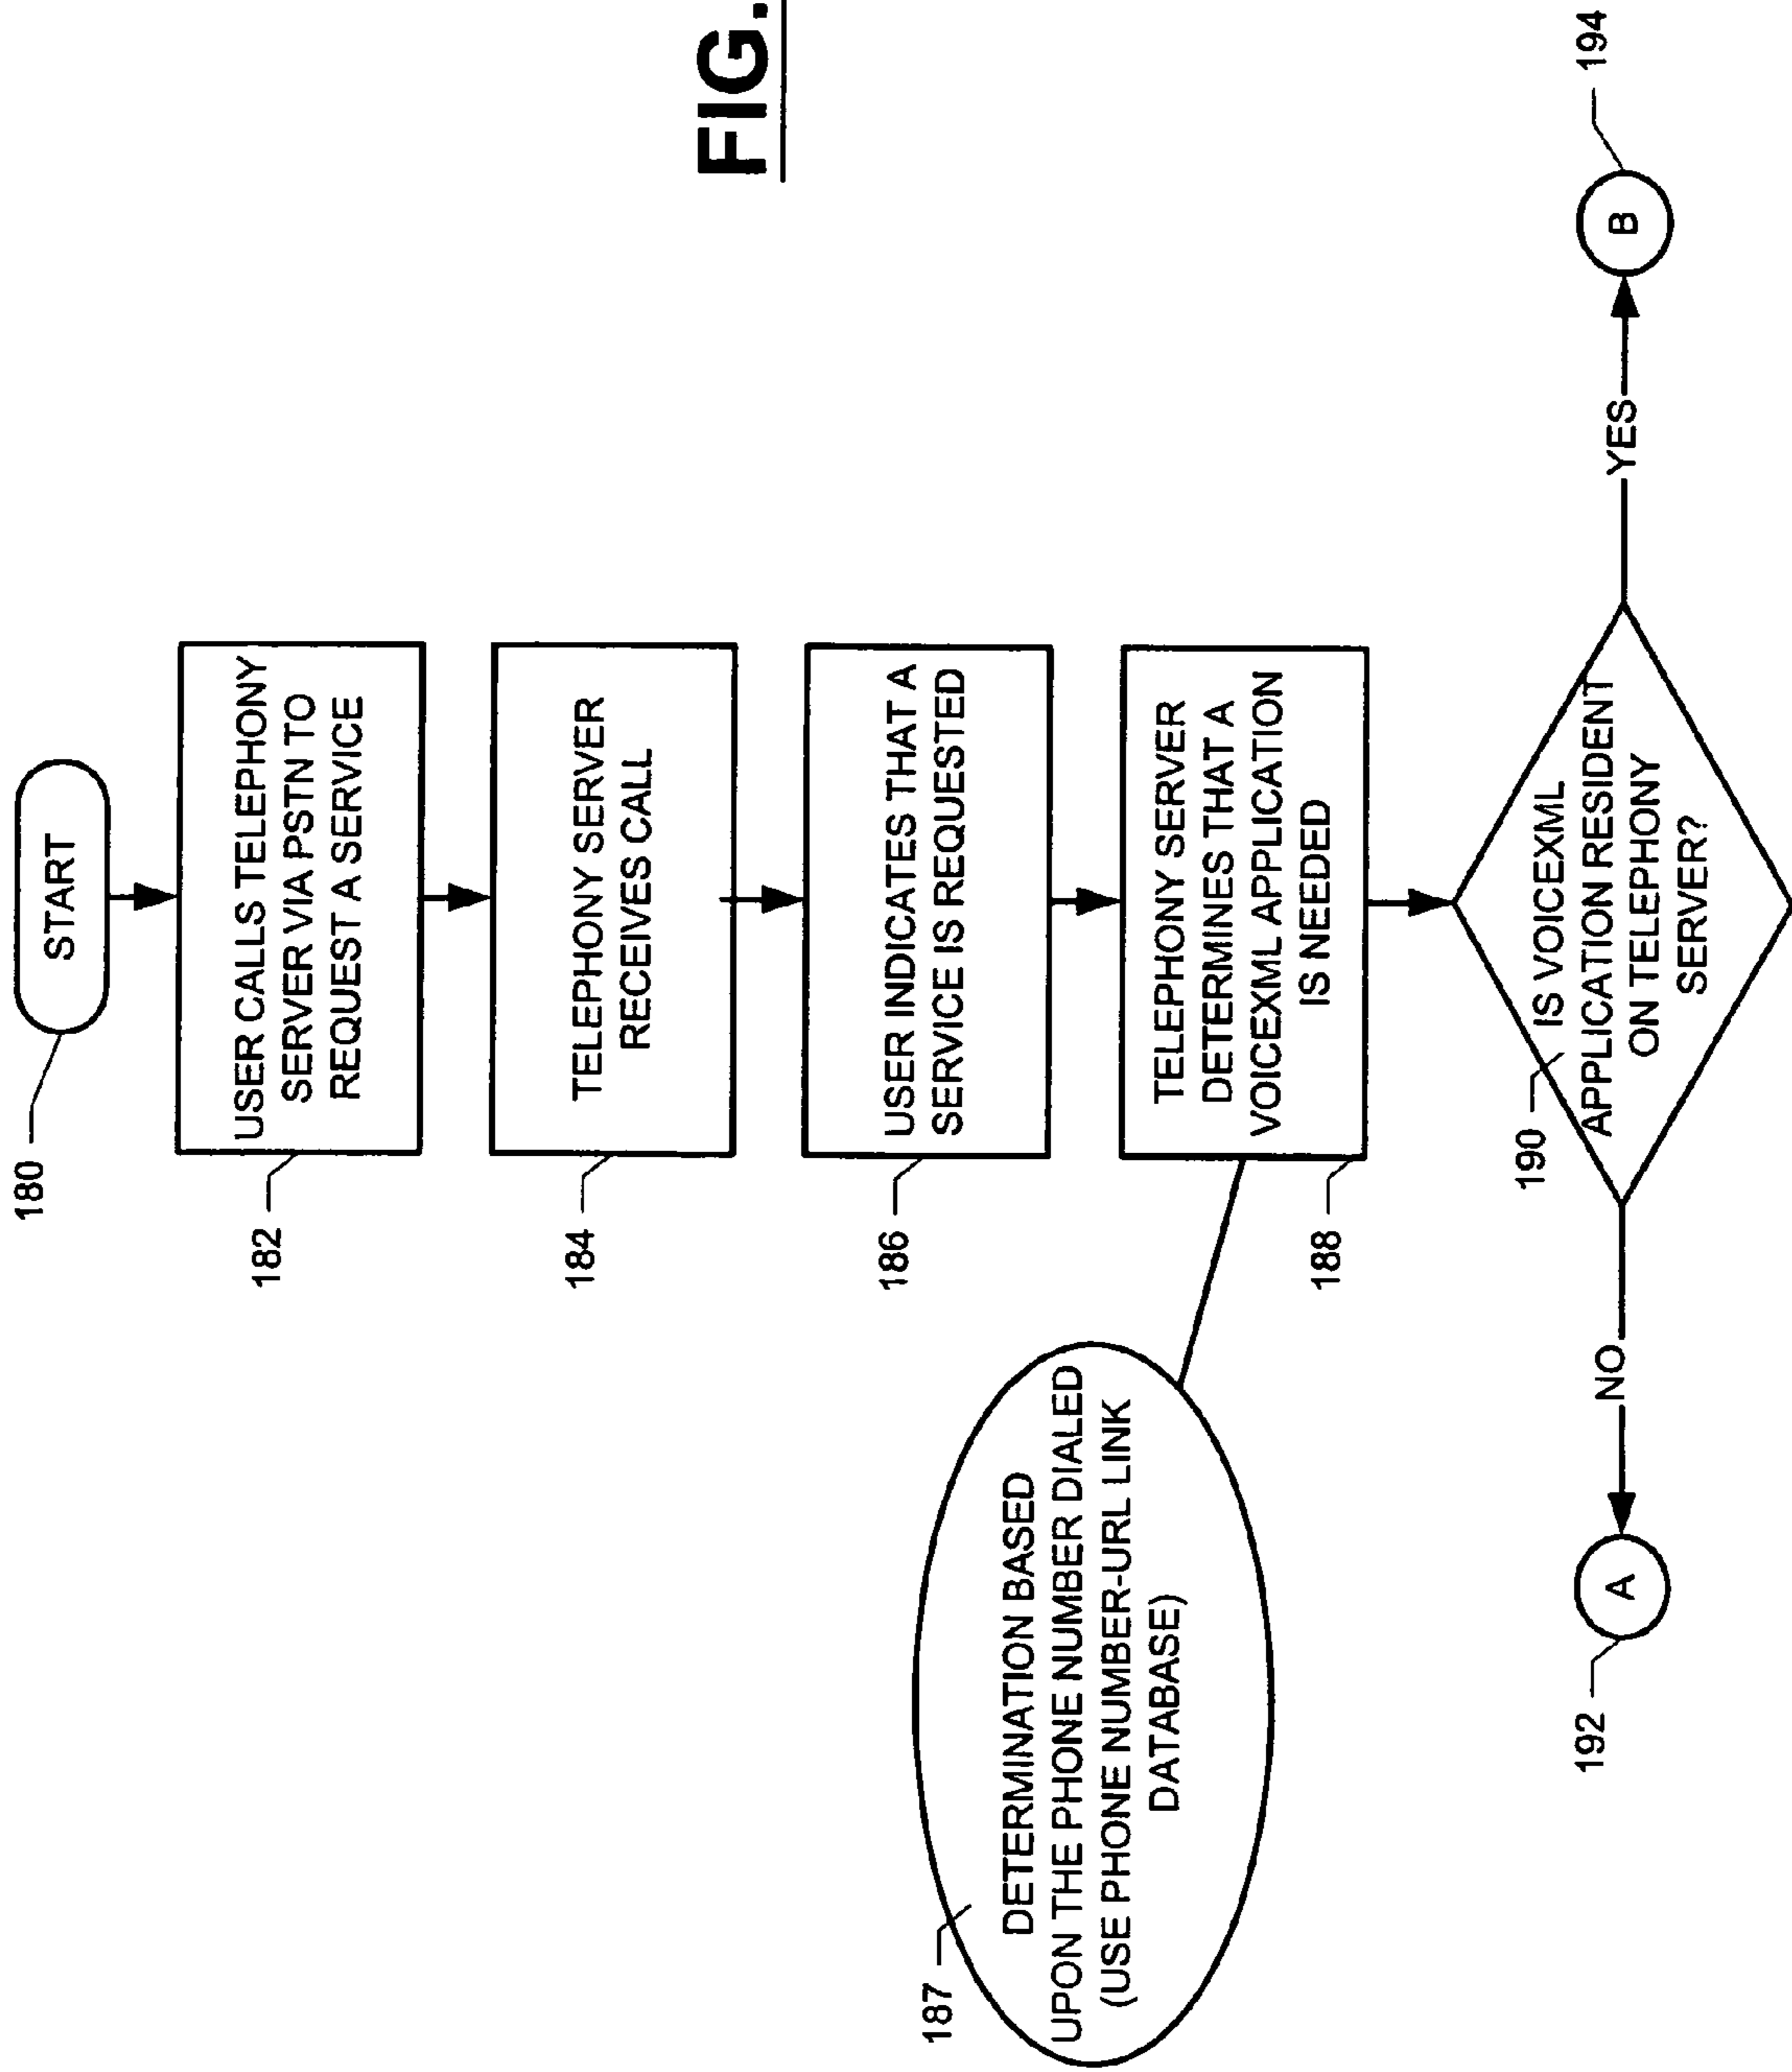 180
START
182
USER CALLS TELEPHONY
SERVER VIA PSTN TO
REQUEST A SERVICE
184
TELEPHONY SERVER
RECEIVES CALL
186
USER INDICATES THAT A
SERVICE IS REQUESTED
187
DETERMINATION BASED
UPON THE PHONE NUMBER DIALED
(USE PHONE NUMBER-URL LINK
DATABASE)
188
TELEPHONY SERVER
DETERMINES THAT A
VOICEXML APPLICATION
IS NEEDED
190
IS VOICEXML
APPLICATION RESIDENT
ON TELEPHONY
SERVER?
NO
YES
192
A
B
194
FIG.